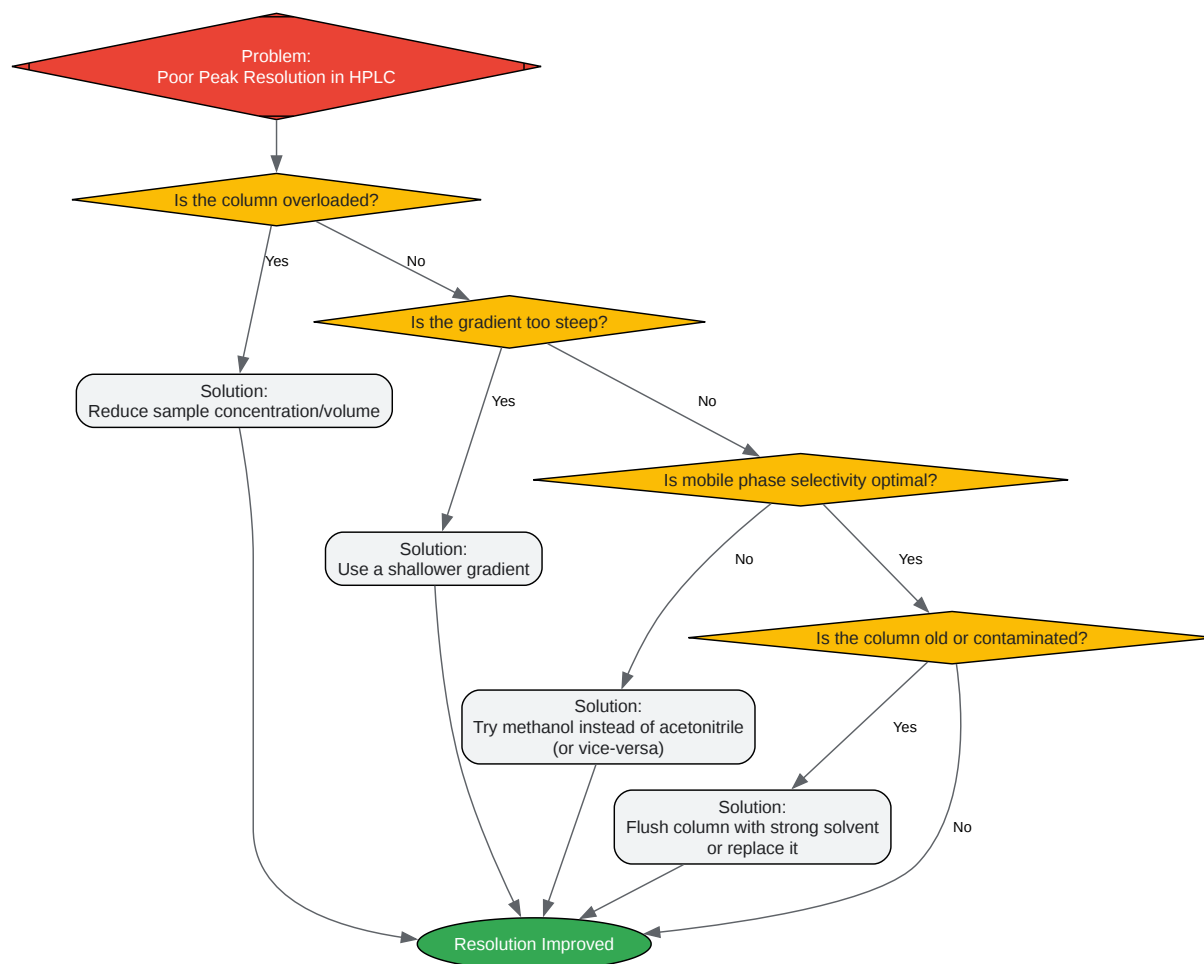 Problem:
Poor Peak Resolution in HPLC
Is the column overloaded?
Yes
No
Is the gradient too steep?
Solution:
Reduce sample concentration/volume
Yes
No
Is mobile phase selectivity optimal?
Solution:
Use a shallower gradient
No
Yes
Is the column old or contaminated?
Solution:
Try methanol instead of acetonitrile
(or vice-versa)
Yes
Solution:
Flush column with strong solvent
or replace it
No
Resolution Improved